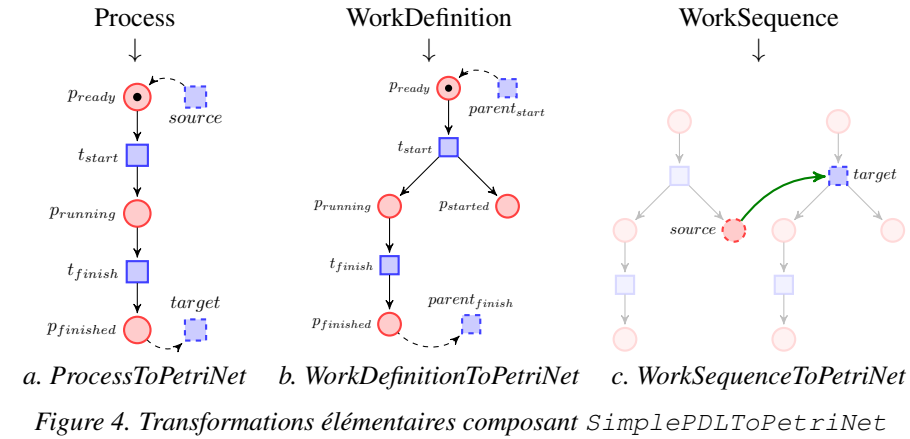 Process
WorkDefinition
WorkSequence
↓
↓
↓
p_ready
source
t_start
p_running
t_finish
target
p_finished
p_ready
parent_start
t_start
p_running
p_started
t_finish
parent_finish
p_finished
target
source
a. ProcessToPetriNet
b. WorkDefinitionToPetriNet
c. WorkSequenceToPetriNet
Figure 4. Transformations élémentaires composant SimplePDLToPetriNet